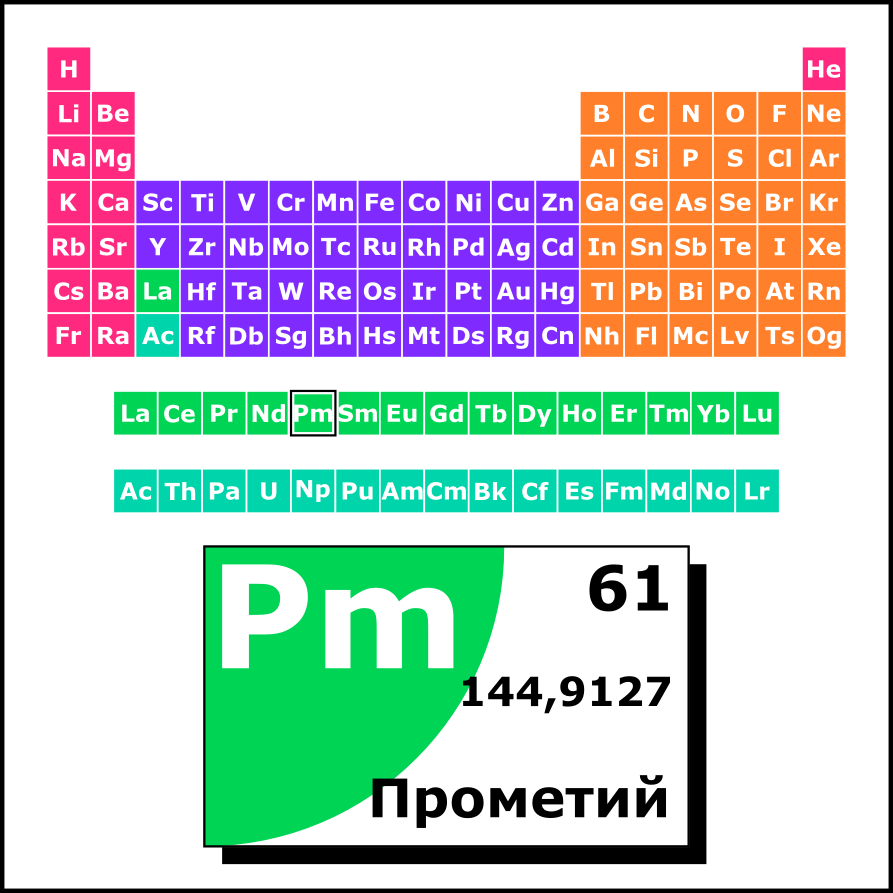 H He
Li Be B C N O F Ne
Na Mg Al Si P S Cl Ar
K Ca Sc Ti V Cr Mn Fe Co Ni Cu Zn Ga Ge As Se Br Kr
Rb Sr Y Zr Nb Mo Tc Ru Rh Pd Ag Cd In Sn Sb Te I Xe
Cs Ba La Hf Ta W Re Os Ir Pt Au Hg Tl Pb Bi Po At Rn
Fr Ra Ac Rf Db Sg Bh Hs Mt Ds Rg Cn Nh Fl Mc Lv Ts Og
La Ce Pr Nd Pm Sm Eu Gd Tb Dy Ho Er Tm Yb Lu
Ac Th Pa U Np Pu Am Cm Bk Cf Es Fm Md No Lr
Pm 61
144,9127
Прометий